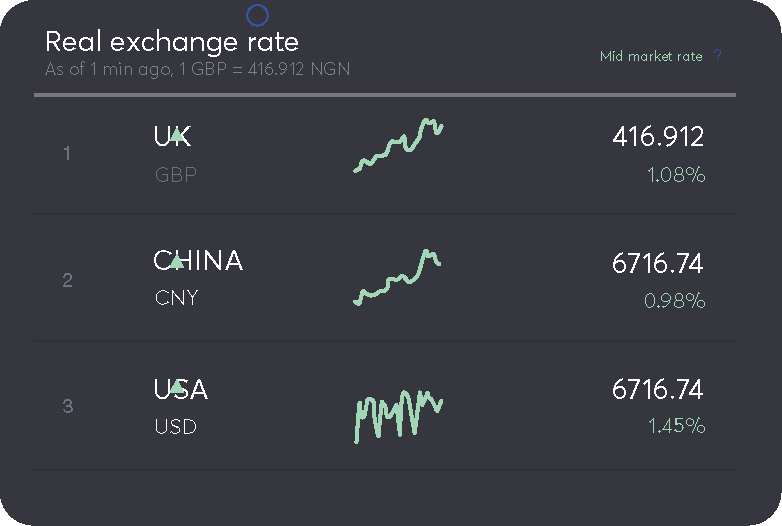 Real exchange rate
As of 1 min ago, 1 GBP = 416.912 NGN
Mid market rate ?
1
UK
GBP
416.912
1.08%
2
CHINA
CNY
6716.74
0.98%
3
USA
USD
6716.74
1.45%